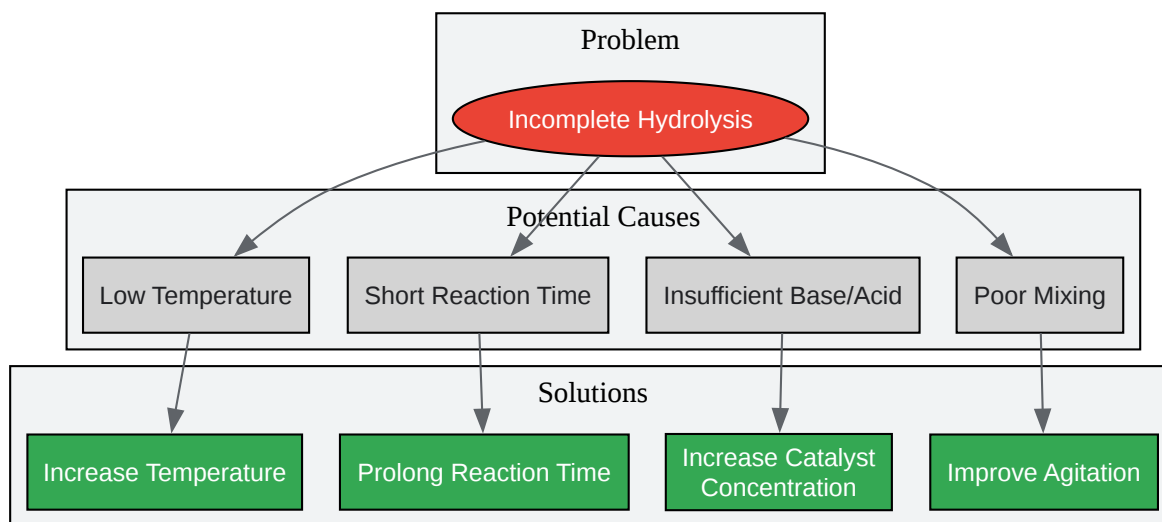 Problem
Incomplete Hydrolysis
Potential Causes
Low Temperature
Short Reaction Time
Insufficient Base/Acid
Poor Mixing
Solutions
Increase Temperature
Prolong Reaction Time
Increase Catalyst
Concentration
Improve Agitation